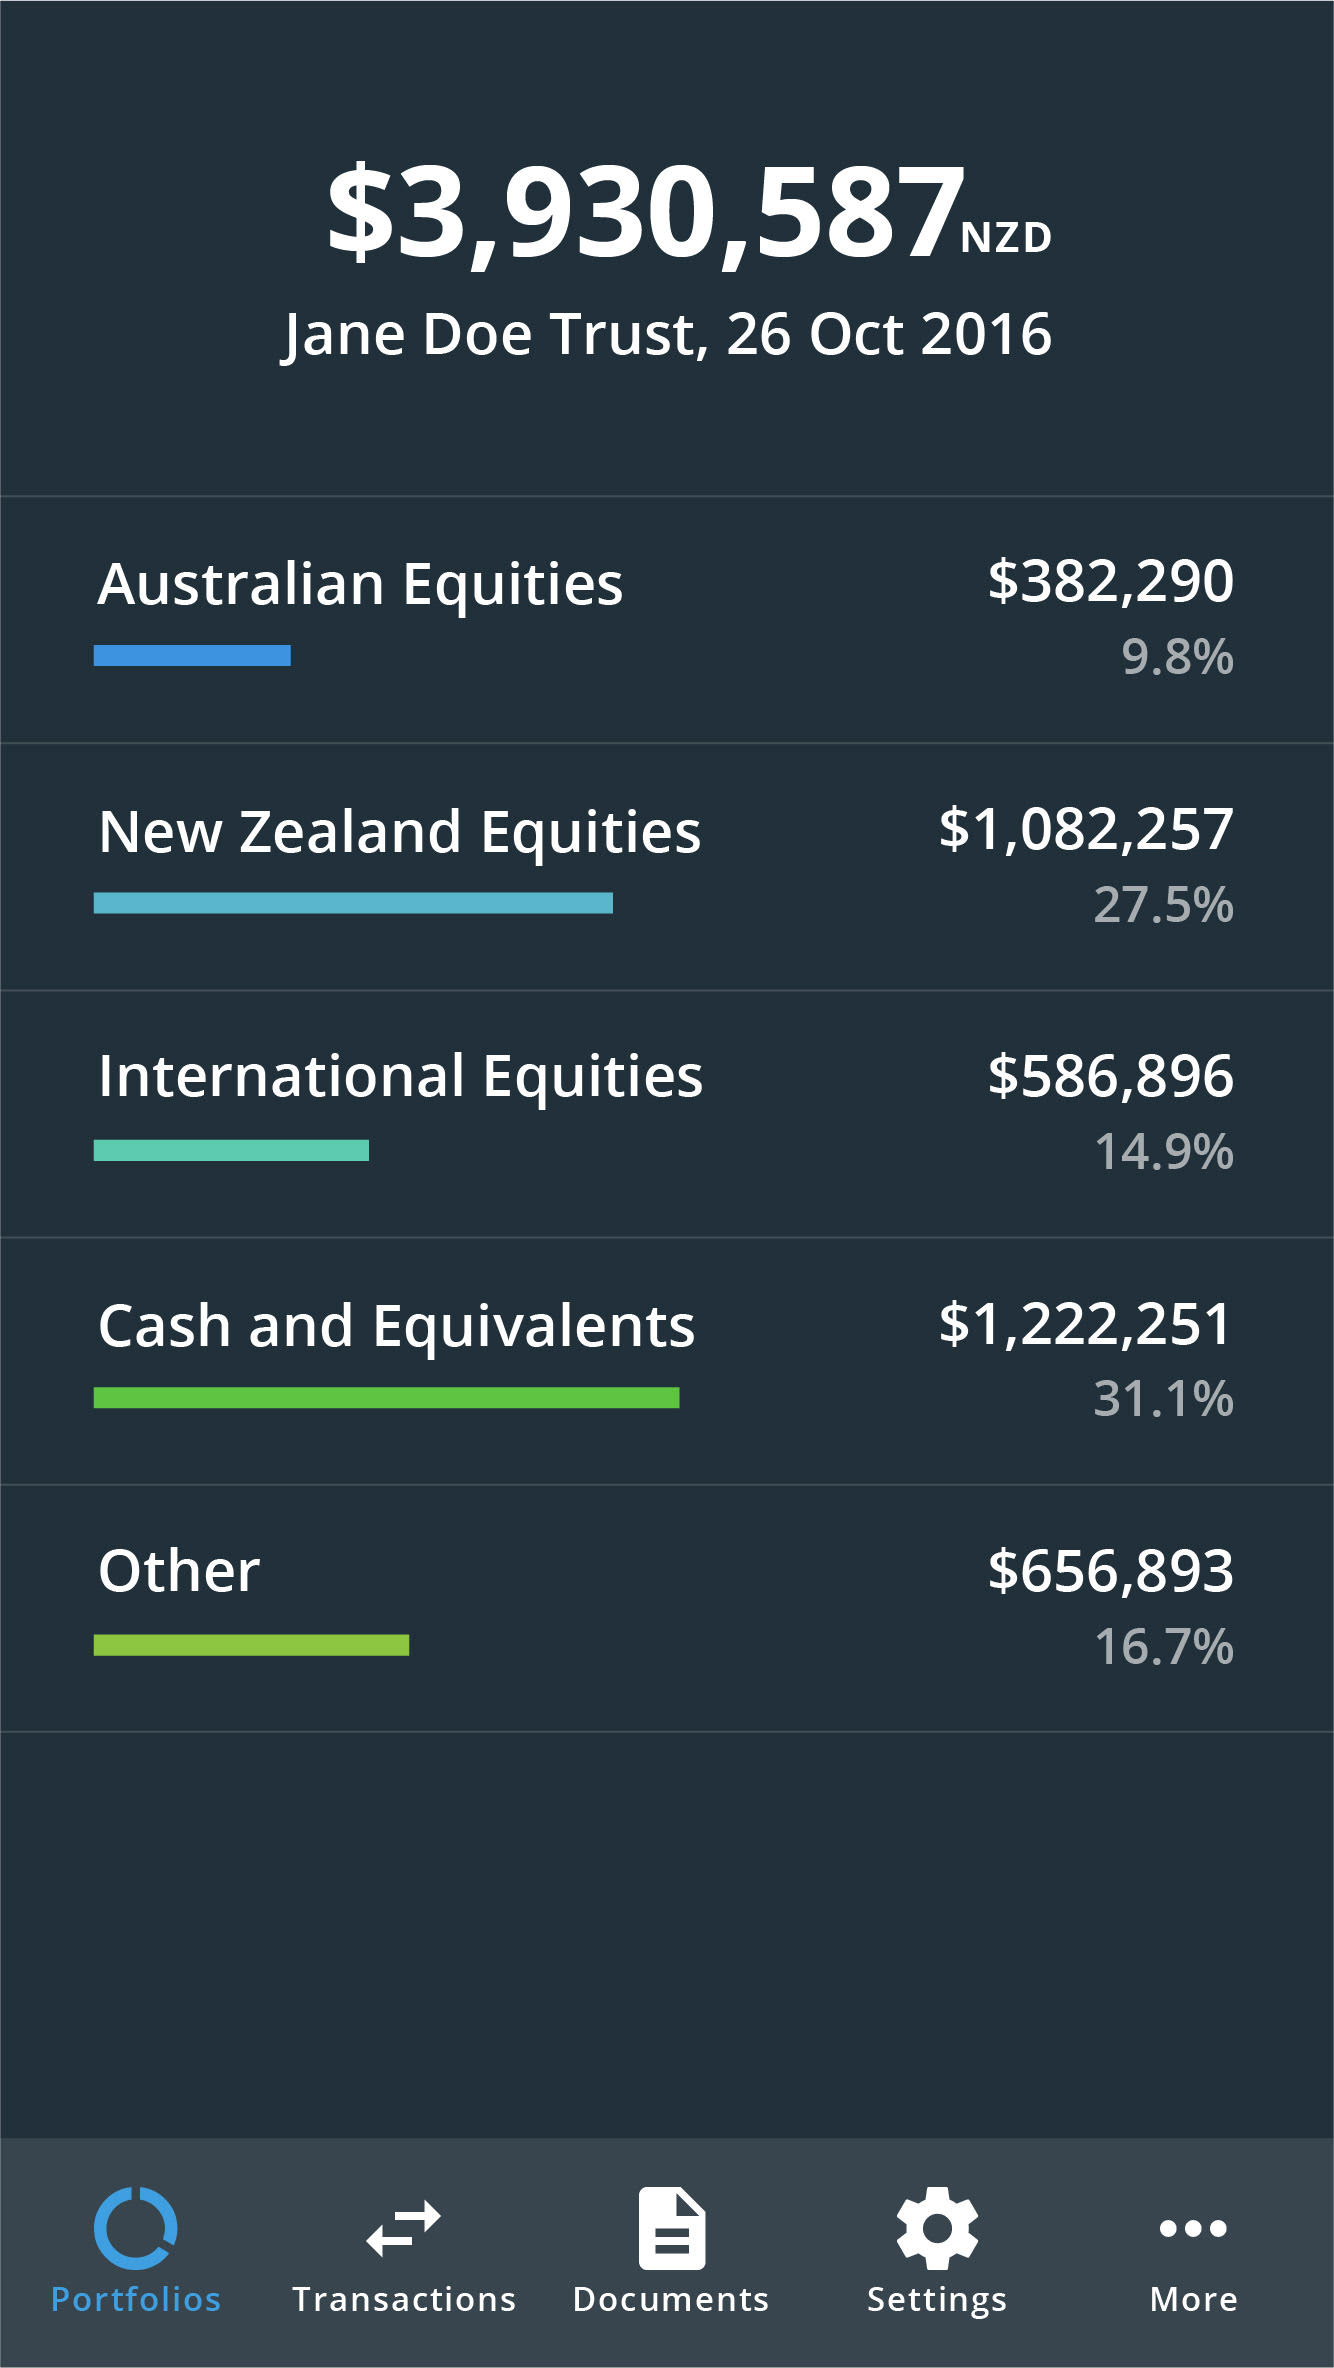 $3,930,587NZD
Jane Doe Trust, 26 Oct 2016
Australian Equities $382,290
9.8%
New Zealand Equities $1,082,257
27.5%
International Equities $586,896
14.9%
Cash and Equivalents $1,222,251
31.1%
Other $656,893
16.7%
Portfolios Transactions Documents Settings More